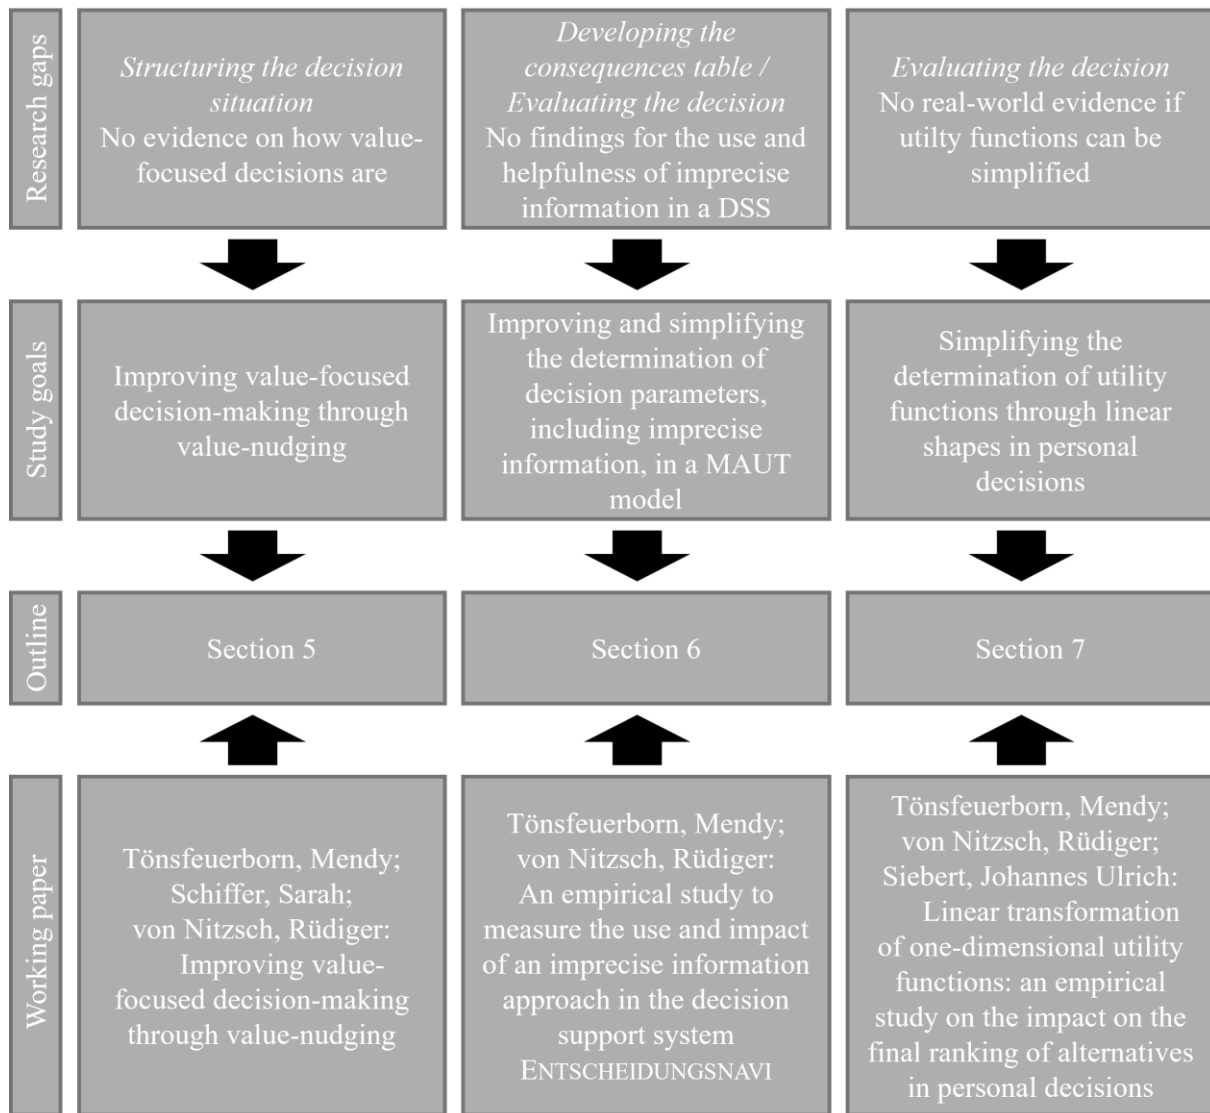 Research gaps
Structuring the decision
situation
No evidence on how value-
focused decisions are
Developing the
consequences table /
Evaluating the decision
No findings for the use and
helpfulness of imprecise
information in a DSS
Evaluating the decision
No real-world evidence if
utilty functions can be
simplified
Study goals
Improving value-focused
decision-making through
value-nudging
Improving and simplifying
the determination of
decision parameters,
including imprecise
information, in a MAUT
model
Simplifying the
determination of utility
functions through linear
shapes in personal
decisions
Outline
Section 5
Section 6
Section 7
Working paper
Tönsfeuerborn, Mendy;
Schiffer, Sarah;
von Nitzsch, Rüdiger:
Improving value-
focused decision-making
through value-nudging
Tönsfeuerborn, Mendy;
von Nitzsch, Rüdiger:
An empirical study to
measure the use and impact
of an imprecise information
approach in the decision
support system
ENTSCHEIDUNGSNAVI
Tönsfeuerborn, Mendy;
von Nitzsch, Rüdiger;
Siebert, Johannes Ulrich:
Linear transformation
of one-dimensional utility
functions: an empirical
study on the impact on the
final ranking of alternatives
in personal decisions